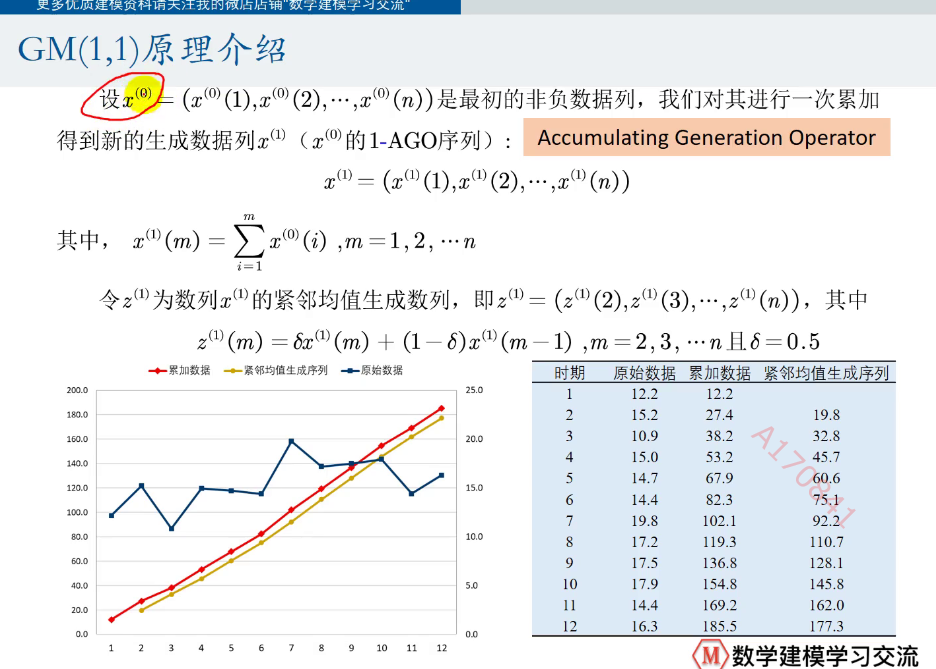 更多优质建模资料请关注我的微店店铺"数学建模学习交流"
GM(1,1)原理介绍
设x⁽⁰⁾ = (x⁽⁰⁾(1), x⁽⁰⁾(2), ⋯, x⁽⁰⁾(n))是最初的非负数据列，我们对其进行一次累加
得到新的生成数据列x⁽¹⁾（x⁽⁰⁾的1-AGO序列）： Accumulating Generation Operator
x⁽¹⁾ = (x⁽¹⁾(1), x⁽¹⁾(2), ⋯, x⁽¹⁾(n))
其中， x⁽¹⁾(m) = ∑_{i=1}^{m} x⁽⁰⁾(i) , m = 1, 2, ⋯ n
令z⁽¹⁾为数列x⁽¹⁾的紧邻均值生成数列，即z⁽¹⁾ = (z⁽¹⁾(2), z⁽¹⁾(3), ⋯, z⁽¹⁾(n))，其中
z⁽¹⁾(m) = δx⁽¹⁾(m) + (1 − δ)x⁽¹⁾(m − 1) , m = 2, 3, ⋯ n且δ = 0.5
累加数据 紧邻均值生成序列 原始数据
200.0 25.0
180.0
160.0 20.0
140.0
120.0 15.0
100.0
80.0 10.0
60.0
40.0 5.0
20.0
0.0 0.0
1 2 3 4 5 6 7 8 9 10 11 12
时期 原始数据 累加数据 紧邻均值生成序列
1 12.2 12.2
2 15.2 27.4 19.8
3 10.9 38.2 32.8
4 15.0 53.2 45.7
5 14.7 67.9 60.6
6 14.4 82.3 75.1
7 19.8 102.1 92.2
8 17.2 119.3 110.7
9 17.5 136.8 128.1
10 17.9 154.8 145.8
11 14.4 169.2 162.0
12 16.3 185.5 177.3
A170841
M 数学建模学习交流